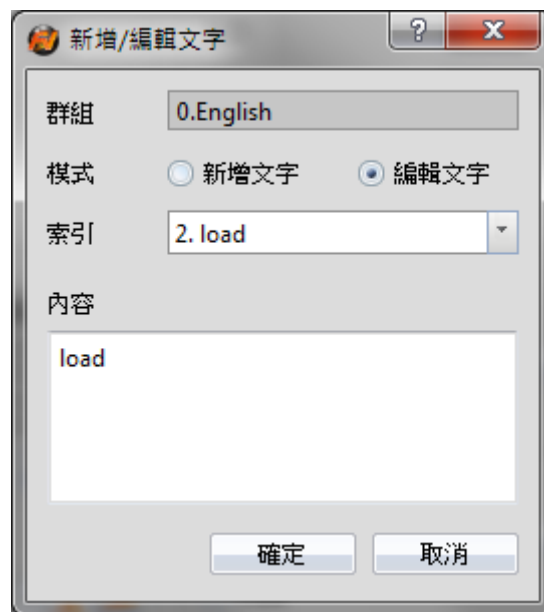 新增/編輯文字
群組 0.English
模式 新增文字 編輯文字
索引 2. load
內容
load
確定 取消